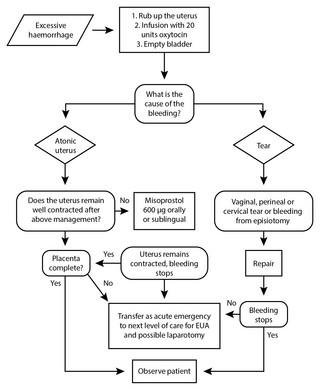 Excessive
haemorrhage
1. Rub up the uterus
2. Infusion with 20
units oxytocin
3. Empty bladder
What is the
cause of the
bleeding?
Atonic
uterus
Tear
Does the uterus remain
well contracted after
above management?
No
Misoprostol
600 µg orally
or sublingual
Vaginal, perineal or
cervical tear or bleeding
from episiotomy
Placenta
complete?
Yes
Uterus remains
contracted, bleeding
stops
Repair
Yes
No
No
Transfer as acute emergency
to next level of care for EUA
and possible laparotomy
Bleeding
stops
Yes
Observe patient